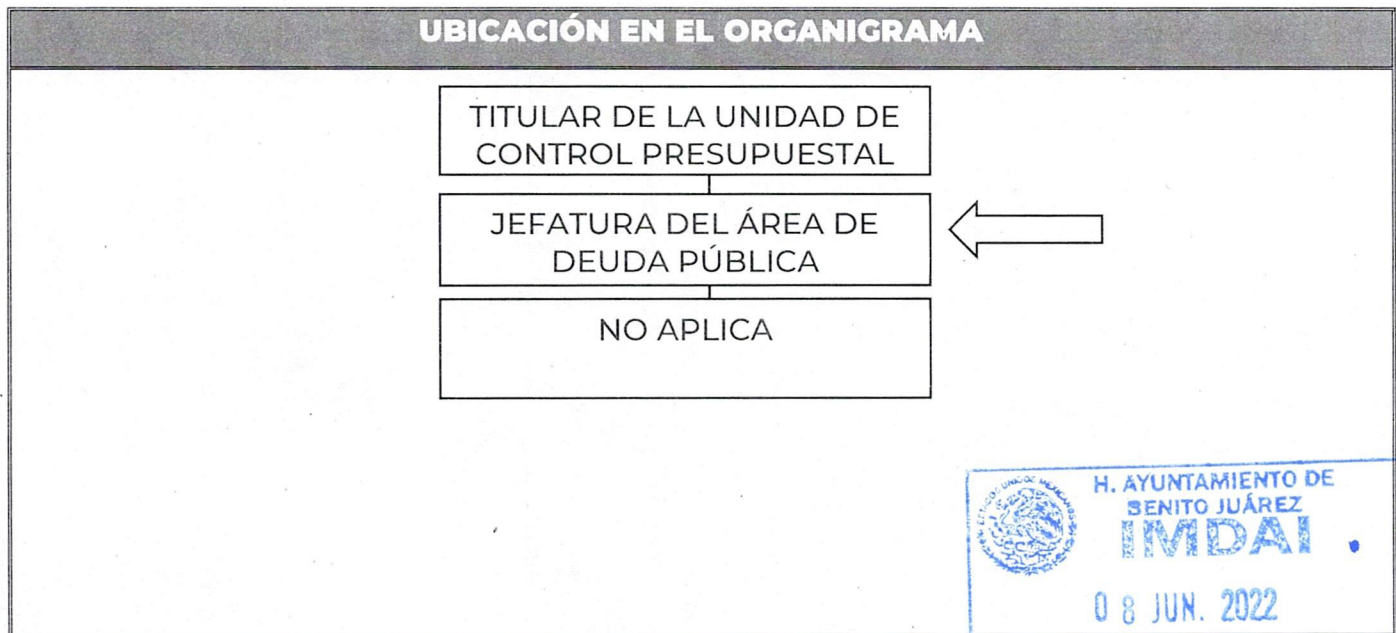 UBICACIÓN EN EL ORGANIGRAMA
TITULAR DE LA UNIDAD DE
CONTROL PRESUPUESTAL
JEFATURA DEL ÁREA DE
DEUDA PÚBLICA
NO APLICA
H. AYUNTAMIENTO DE
BENITO JUÁREZ
IMDAI
08 JUN. 2022